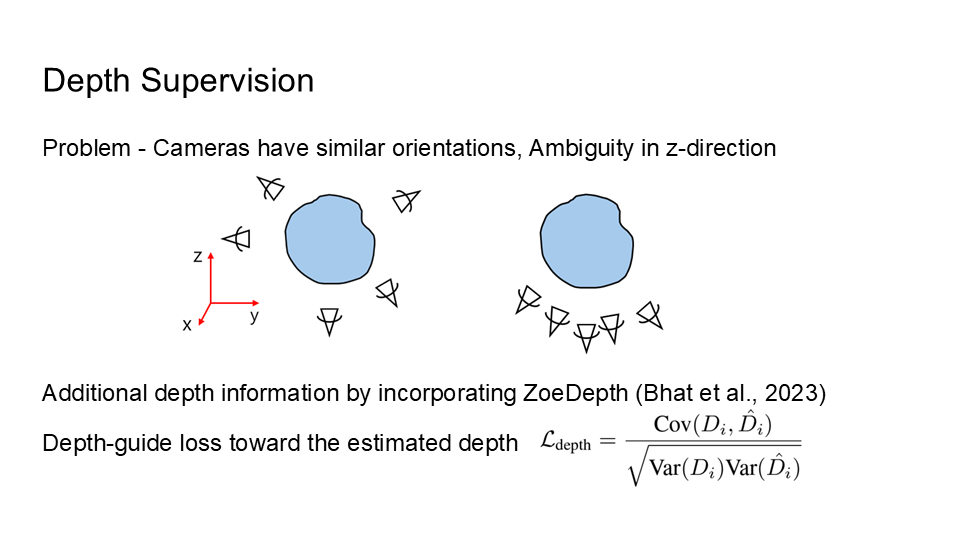 Depth Supervision
Problem - Cameras have similar orientations, Ambiguity in z-direction
z
x
y
Additional depth information by incorporating ZoeDepth (Bhat et al., 2023)
Depth-guide loss toward the estimated depth $\mathcal{L}_{\text{depth}} = \frac{\text{Cov}(D_i, \hat{D}_i)}{\sqrt{\text{Var}(D_i)\text{Var}(\hat{D}_i)}}$